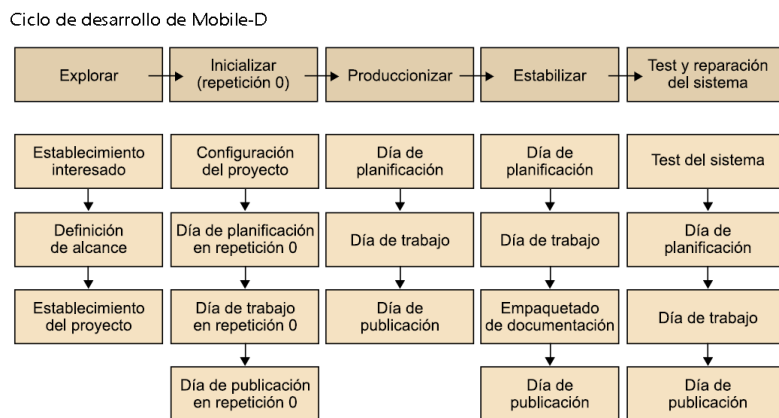 Ciclo de desarrollo de Mobile-D
Explorar
Inicializar
(repetición 0)
Produccionizar
Estabilizar
Test y reparación
del sistema
Establecimiento
interesado
Definición
de alcance
Establecimiento
del proyecto
Configuración
del proyecto
Día de planificación
en repetición 0
Día de trabajo
en repetición 0
Día de publicación
en repetición 0
Día de
planificación
Día de trabajo
Día de
publicación
Día de
planificación
Día de trabajo
Empaquetado
de documentación
Día de
publicación
Test del sistema
Día de
planificación
Día de trabajo
Día de
publicación